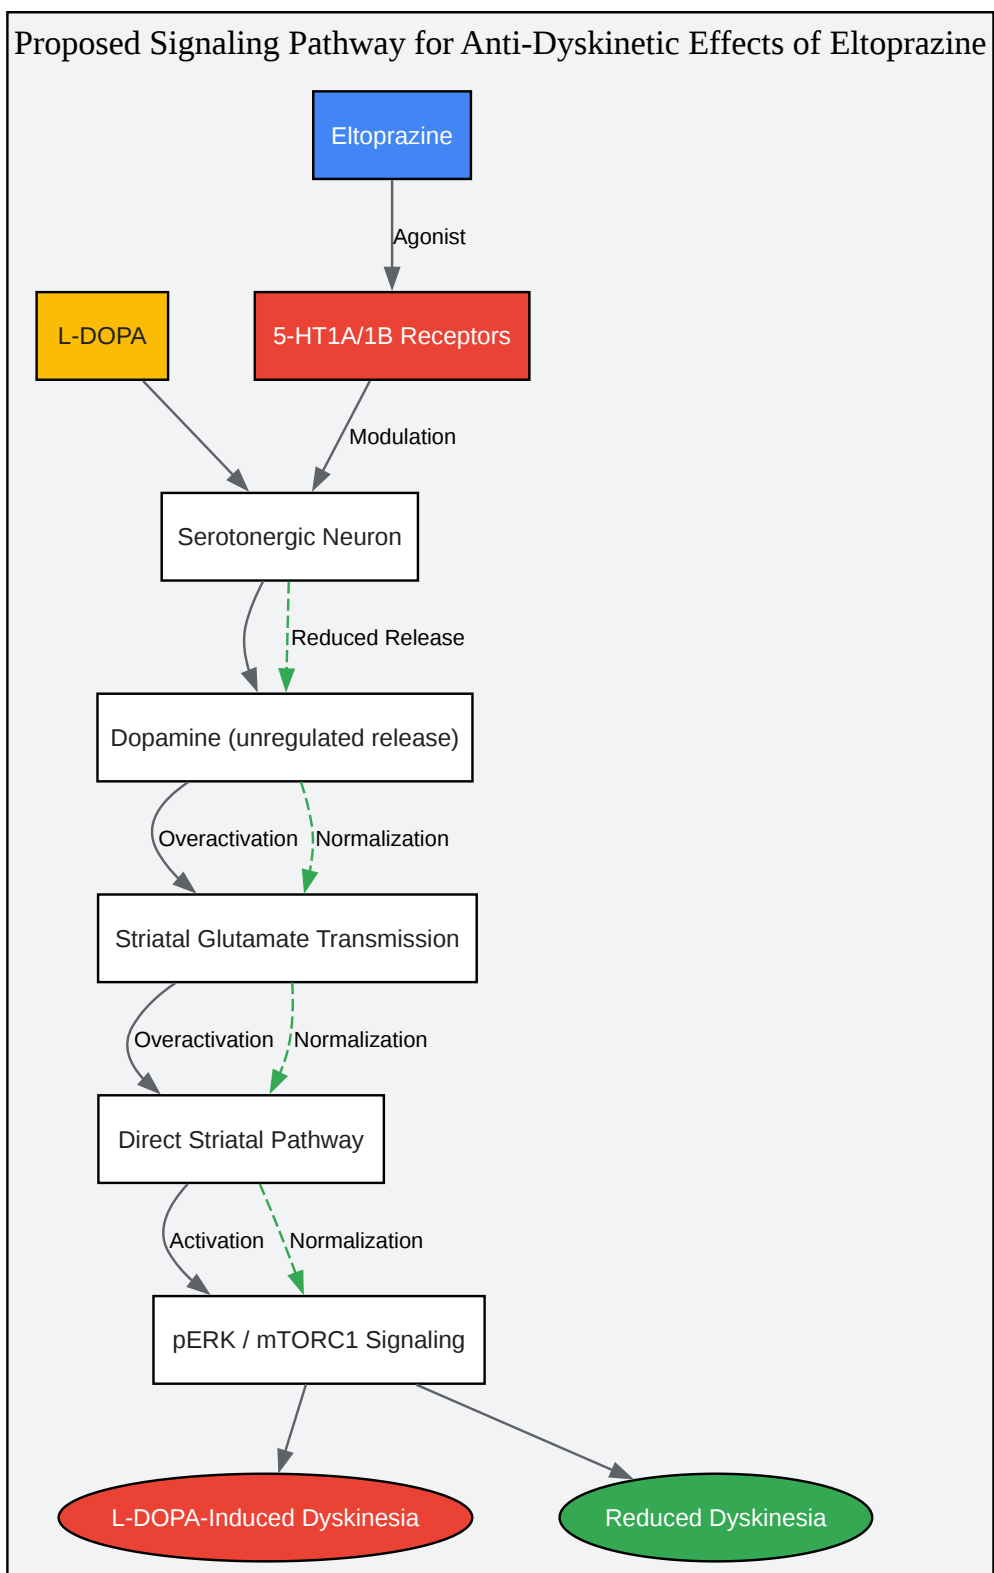 Proposed Signaling Pathway for Anti-Dyskinetic Effects of Eltoprazine
Eltoprazine
Agonist
L-DOPA
5-HT1A/1B Receptors
Modulation
Serotonergic Neuron
Reduced Release
Dopamine (unregulated release)
Overactivation
Normalization
Striatal Glutamate Transmission
Overactivation
Normalization
Direct Striatal Pathway
Activation
Normalization
pERK / mTORC1 Signaling
L-DOPA-Induced Dyskinesia
Reduced Dyskinesia